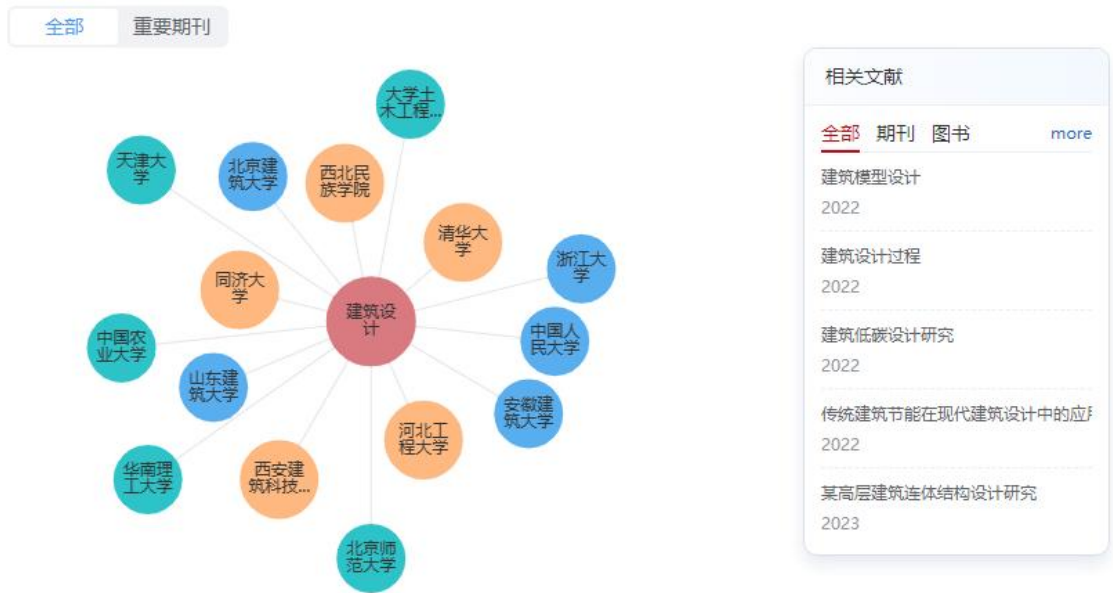 全部 重要期刊
大学土
木工程...
天津大
学
北京建
筑大学
西北民
族学院
清华大
学
浙江大
学
同济大
学
建筑设
计
中国农
业大学
中国人
民大学
山东建
筑大学
安徽建
筑大学
河北工
程大学
华南理
工大学
西安建
筑科技...
北京师
范大学
相关文献
全部 期刊 图书 more
建筑模型设计
2022
建筑设计过程
2022
建筑低碳设计研究
2022
传统建筑节能在现代建筑设计中的应
2022
某高层建筑连体结构设计研究
2023